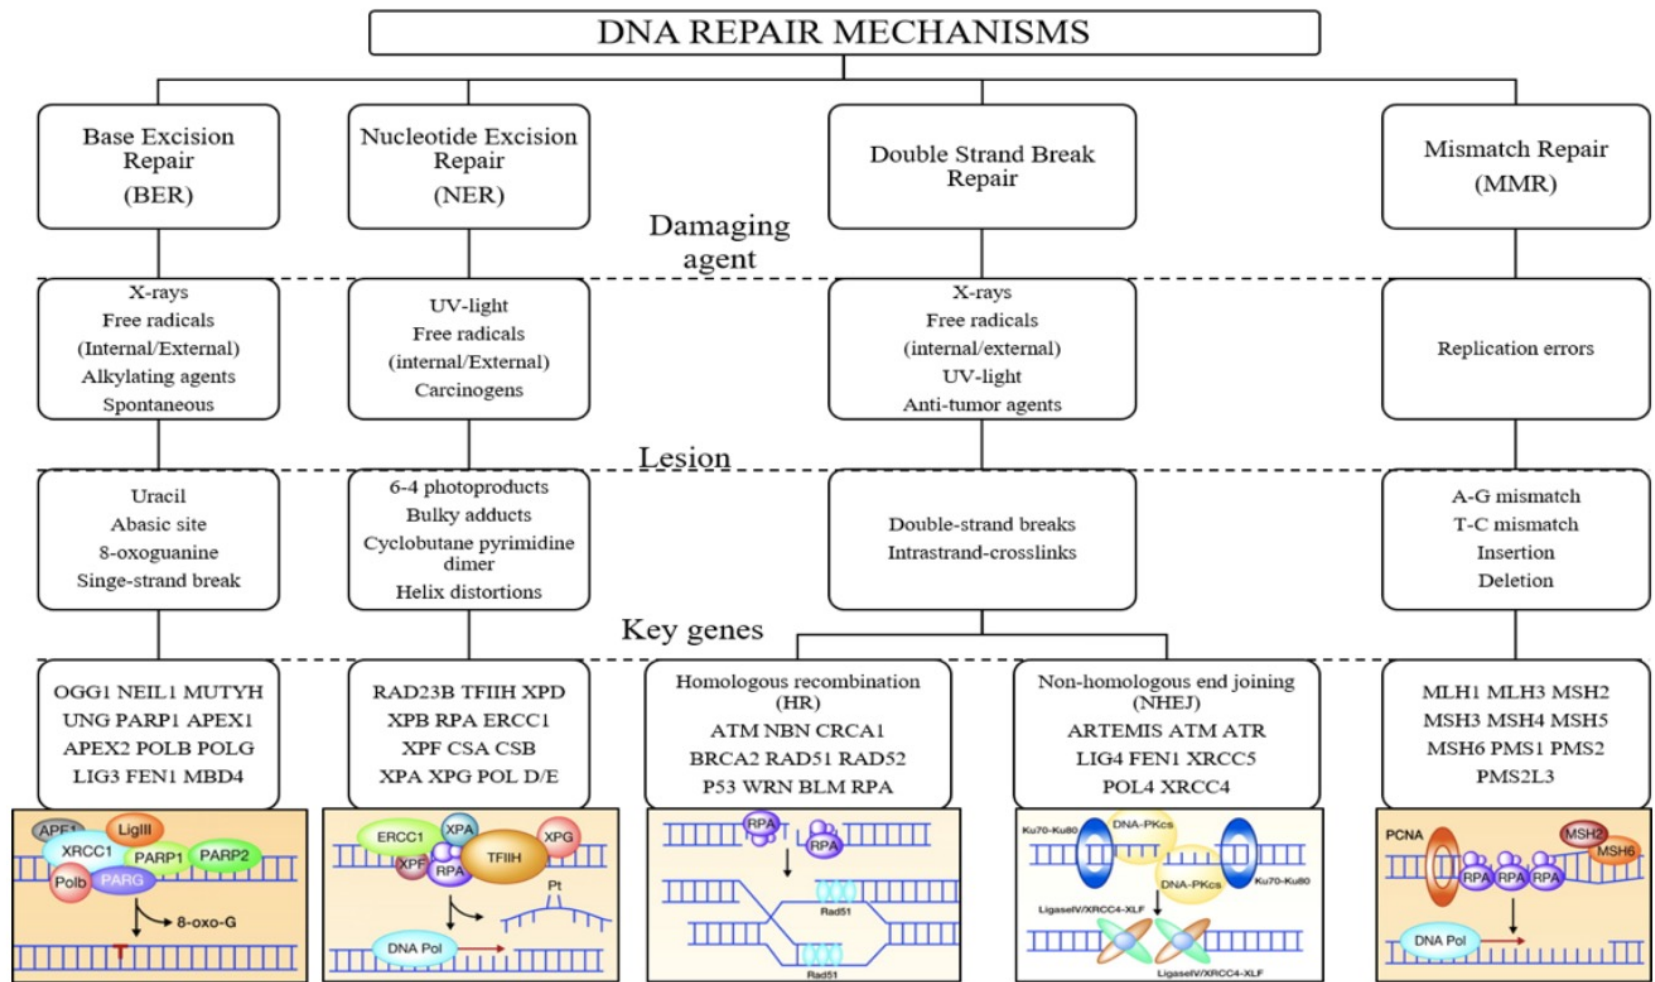 DNA REPAIR MECHANISMS
Base Excision
Repair
(BER)
Nucleotide Excision
Repair
(NER)
Double Strand Break
Repair
Mismatch Repair
(MMR)
Damaging
agent
X-rays
Free radicals
(Internal/External)
Alkylating agents
Spontaneous
UV-light
Free radicals
(internal/External)
Carcinogens
X-rays
Free radicals
(internal/external)
UV-light
Anti-tumor agents
Replication errors
Lesion
Uracil
Abasic site
8-oxoguanine
Singe-strand break
6-4 photoproducts
Bulky adducts
Cyclobutane pyrimidine
dimer
Helix distortions
Double-strand breaks
Intrastrand-crosslinks
A-G mismatch
T-C mismatch
Insertion
Deletion
Key genes
OGG1 NEIL1 MUTYH
UNG PARP1 APEX1
APEX2 POLB POLG
LIG3 FEN1 MBD4
RAD23B TFIIH XPD
XPB RPA ERCC1
XPF CSA CSB
XPA XPG POL D/E
Homologous recombination
(HR)
ATM NBN CRCA1
BRCA2 RAD51 RAD52
P53 WRN BLM RPA
Non-homologous end joining
(NHEJ)
ARTEMIS ATM ATR
LIG4 FEN1 XRCC5
POL4 XRCC4
MLH1 MLH3 MSH2
MSH3 MSH4 MSH5
MSH6 PMS1 PMS2
PMS2L3
APE1
LigIII
XRCC1
PARP1
PARP2
Polb
PARG
8-oxo-G
ERCC1
XPA
XPG
XPF
RPA
TFIIH
Pt
DNA Pol
RPA
RPA
Rad51
Rad51
Ku70-Ku80
DNA-PKcs
DNA-PKcs
Ku70-Ku80
LigaseIV/XRCC4-XLF
LigaseIV/XRCC4-XLF
PCNA
MSH2
MSH6
RPA
RPA
RPA
DNA Pol